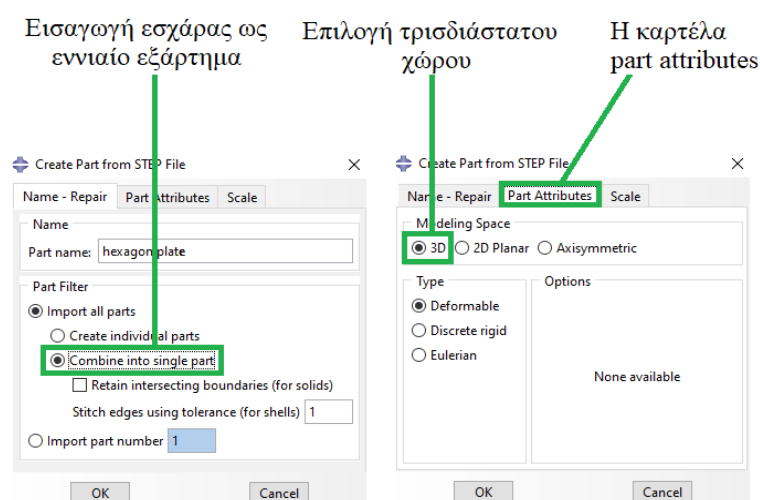 Εισαγωγή εσχάρας ως
εννιαίο εξάρτημα
Επιλογή τρισδιάστατου
χώρου
Η καρτέλα
part attributes
Create Part from STEP File
Name - Repair Part Attributes Scale
Name
Part name: hexagon plate
Part Filter
Import all parts
Create individual parts
Combine into single part
Retain intersecting boundaries (for solids)
Stitch edges using tolerance (for shells) 1
Import part number 1
OK Cancel
Create Part from STEP File
Name - Repair Part Attributes Scale
Modeling Space
3D 2D Planar Axisymmetric
Type
Deformable
Discrete rigid
Eulerian
Options
None available
OK Cancel